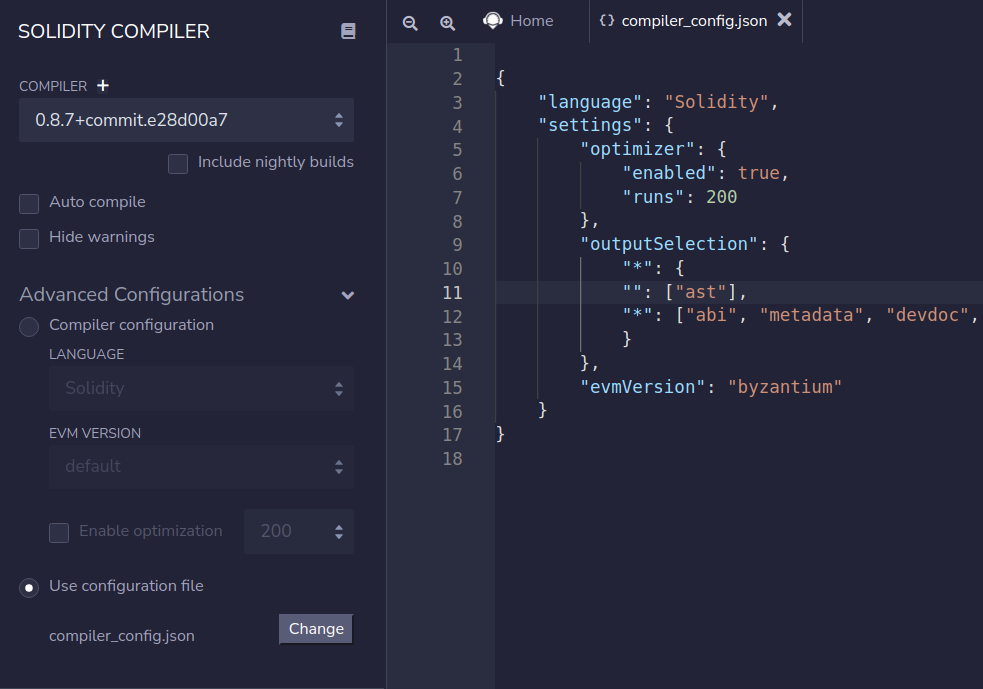 SOLIDITY COMPILER
COMPILER +
0.8.7+commit.e28d00a7
Include nightly builds
Auto compile
Hide warnings
Advanced Configurations
Compiler configuration
LANGUAGE
Solidity
EVM VERSION
default
Enable optimization
200
Use configuration file
compiler_config.json
Change
Home
{} compiler_config.json
1
2 {
3 "language": "Solidity",
4 "settings": {
5 "optimizer": {
6 "enabled": true,
7 "runs": 200
8 },
9 "outputSelection": {
10 "*": {
11 "": ["ast"],
12 "*": ["abi", "metadata", "devdoc",
13 }
14 },
15 "evmVersion": "byzantium"
16 }
17 }
18